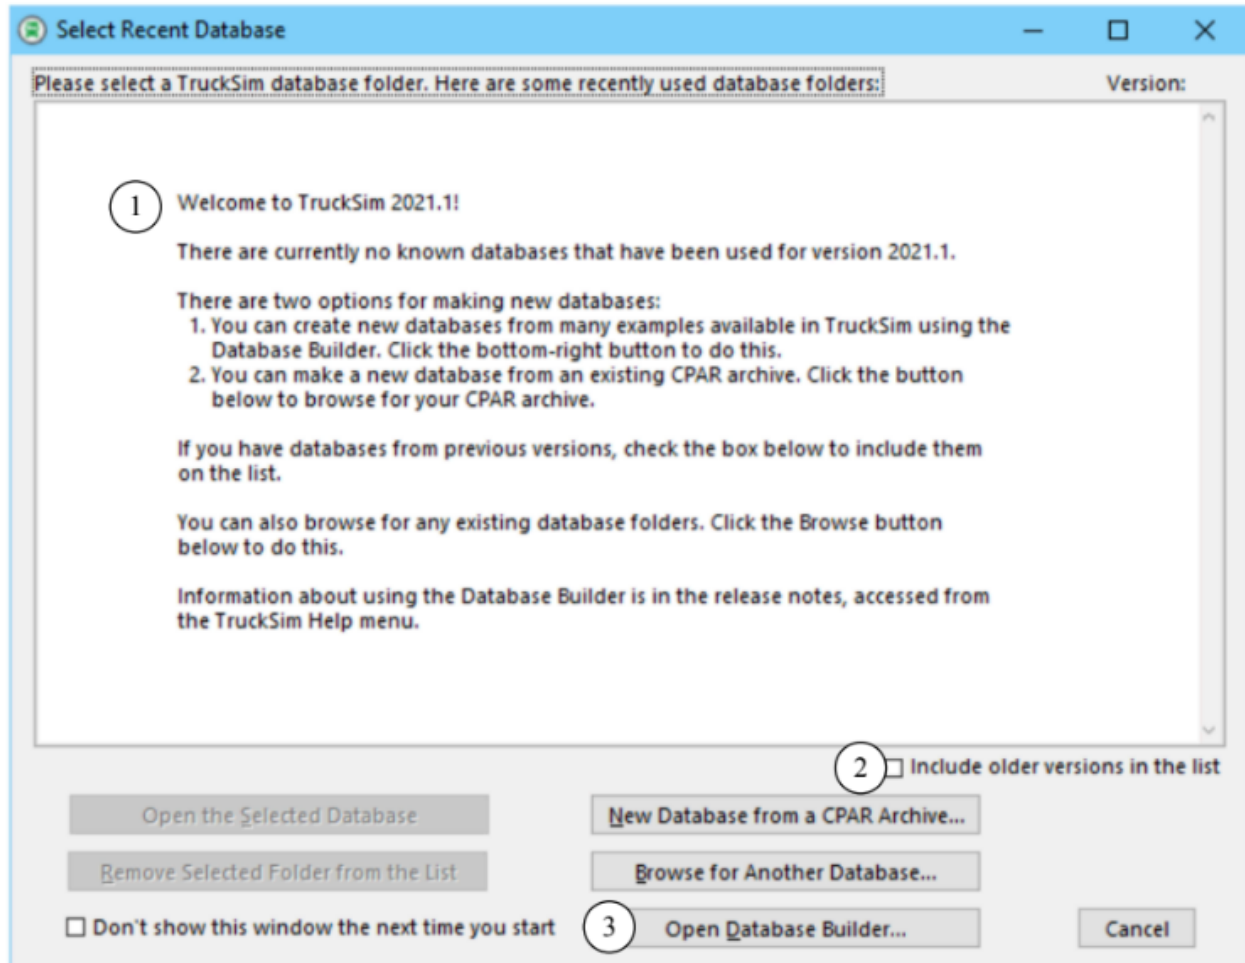 Select Recent Database
Please select a TruckSim database folder. Here are some recently used database folders:
Version:
1
Welcome to TruckSim 2021.1!
There are currently no known databases that have been used for version 2021.1.
There are two options for making new databases:
1. You can create new databases from many examples available in TruckSim using the
Database Builder. Click the bottom-right button to do this.
2. You can make a new database from an existing CPAR archive. Click the button
below to browse for your CPAR archive.
If you have databases from previous versions, check the box below to include them
on the list.
You can also browse for any existing database folders. Click the Browse button
below to do this.
Information about using the Database Builder is in the release notes, accessed from
the TruckSim Help menu.
2
Include older versions in the list
Open the Selected Database
New Database from a CPAR Archive...
Remove Selected Folder from the List
Browse for Another Database...
Don't show this window the next time you start
3
Open Database Builder...
Cancel